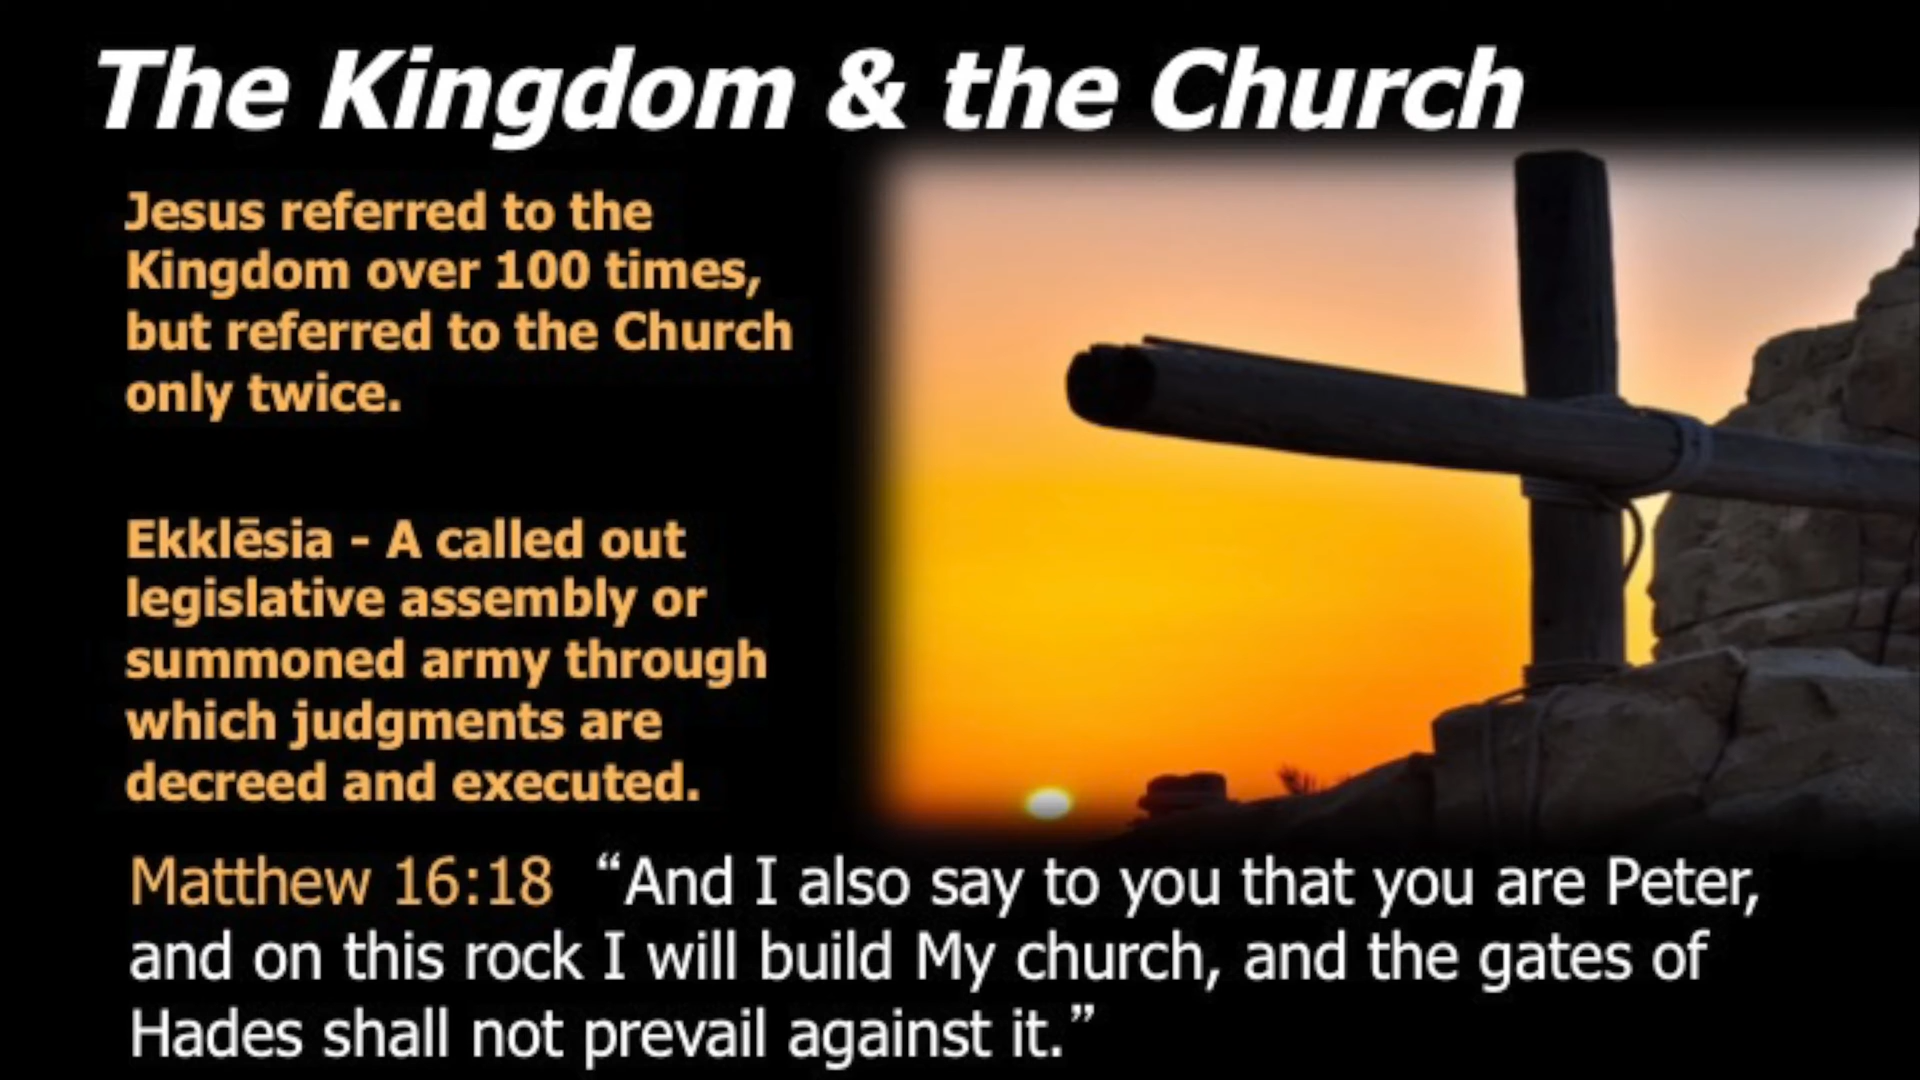 The Kingdom & the Church
Jesus referred to the
Kingdom over 100 times,
but referred to the Church
only twice.
Ekklēsia - A called out
legislative assembly or
summoned army through
which judgments are
decreed and executed.
Matthew 16:18 “And I also say to you that you are Peter,
and on this rock I will build My church, and the gates of
Hades shall not prevail against it.”